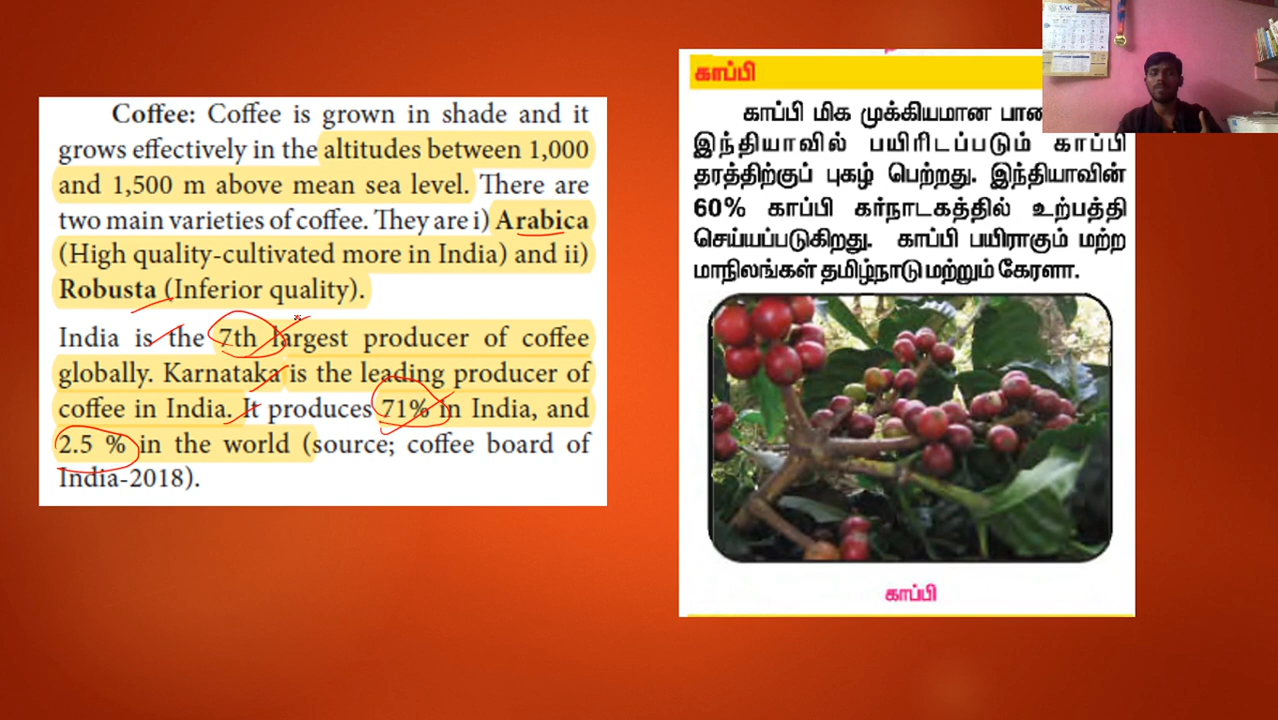 Coffee: Coffee is grown in shade and it
grows effectively in the altitudes between 1,000
and 1,500 m above mean sea level. There are
two main varieties of coffee. They are i) Arabica
(High quality-cultivated more in India) and ii)
Robusta (Inferior quality).
India is the 7th largest producer of coffee
globally. Karnataka is the leading producer of
coffee in India. It produces 71% in India, and
2.5 % in the world (source; coffee board of
India-2018).
காப்பி
காப்பி மிக முக்கியமான
இந்தியாவில் பயிரிடப்படும் காப்பி
தரத்திற்குப் புகழ் பெற்றது. இந்தியாவின்
60% காப்பி கர்நாடகத்தில் உற்பத்தி
செய்யப்படுகிறது. காப்பி பயிராகும் மற்ற
மாநிலங்கள் தமிழ்நாடு மற்றும் கேரளா.
காப்பி